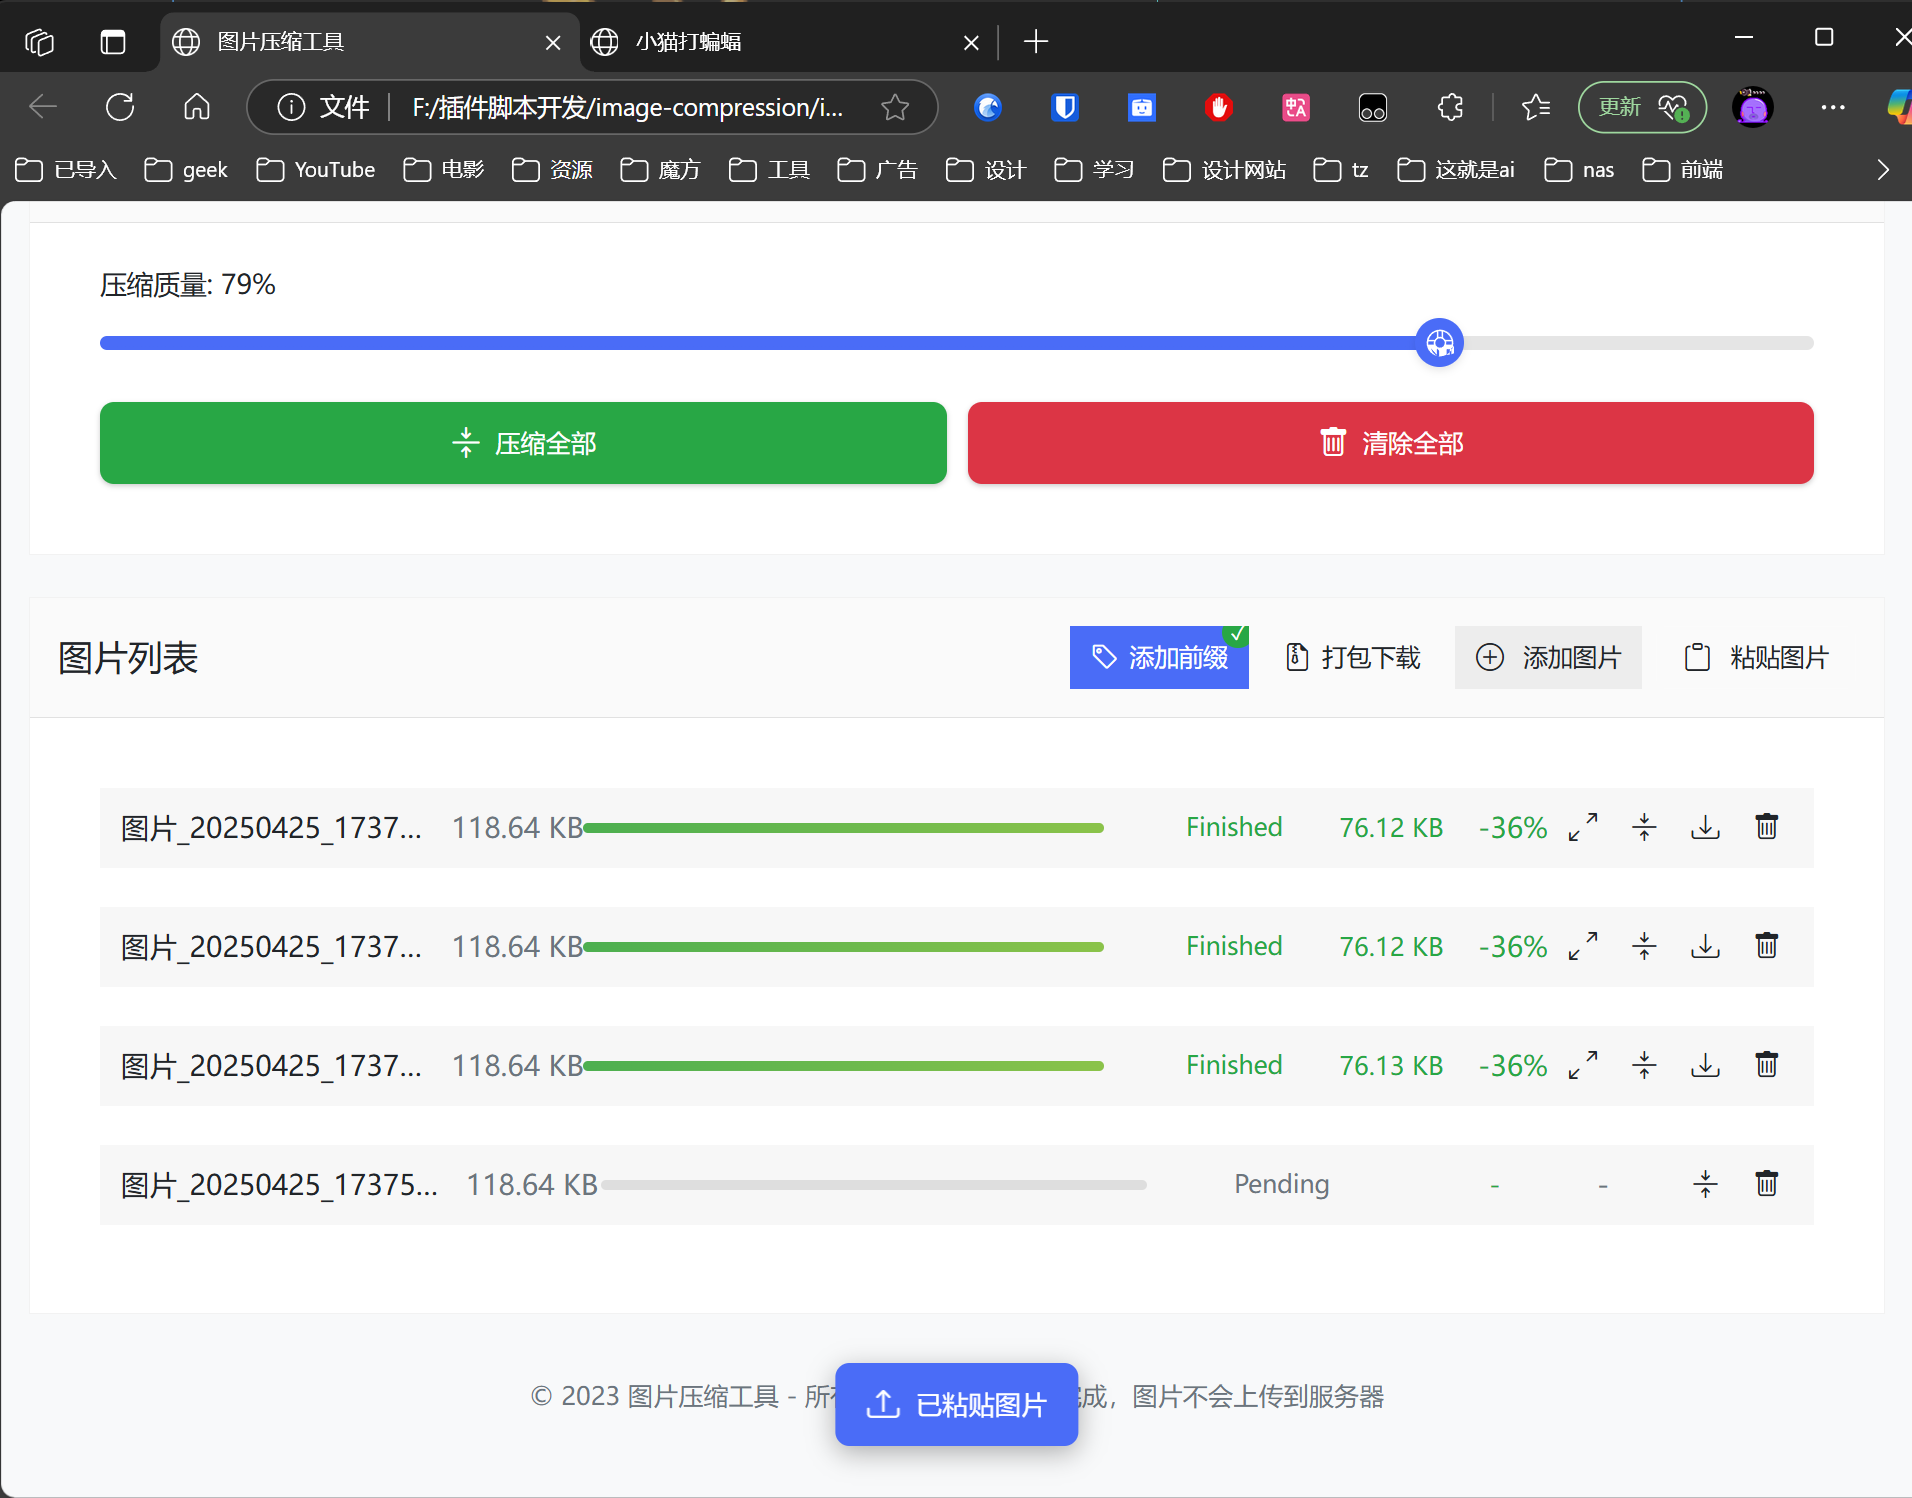 图片压缩工具
小猫打蝙蝠
文件
F:/插件脚本开发/image-compression/i...
更新
已导入
geek
YouTube
电影
资源
魔方
工具
广告
设计
学习
设计网站
tz
这就是ai
nas
前端
压缩质量: 79%
压缩全部
清除全部
图片列表
添加前缀
打包下载
添加图片
粘贴图片
图片_20250425_1737... 118.64 KB Finished 76.12 KB -36%
图片_20250425_1737... 118.64 KB Finished 76.12 KB -36%
图片_20250425_1737... 118.64 KB Finished 76.13 KB -36%
图片_20250425_17375... 118.64 KB Pending - -
© 2023 图片压缩工具 - 所 成，图片不会上传到服务器
已粘贴图片